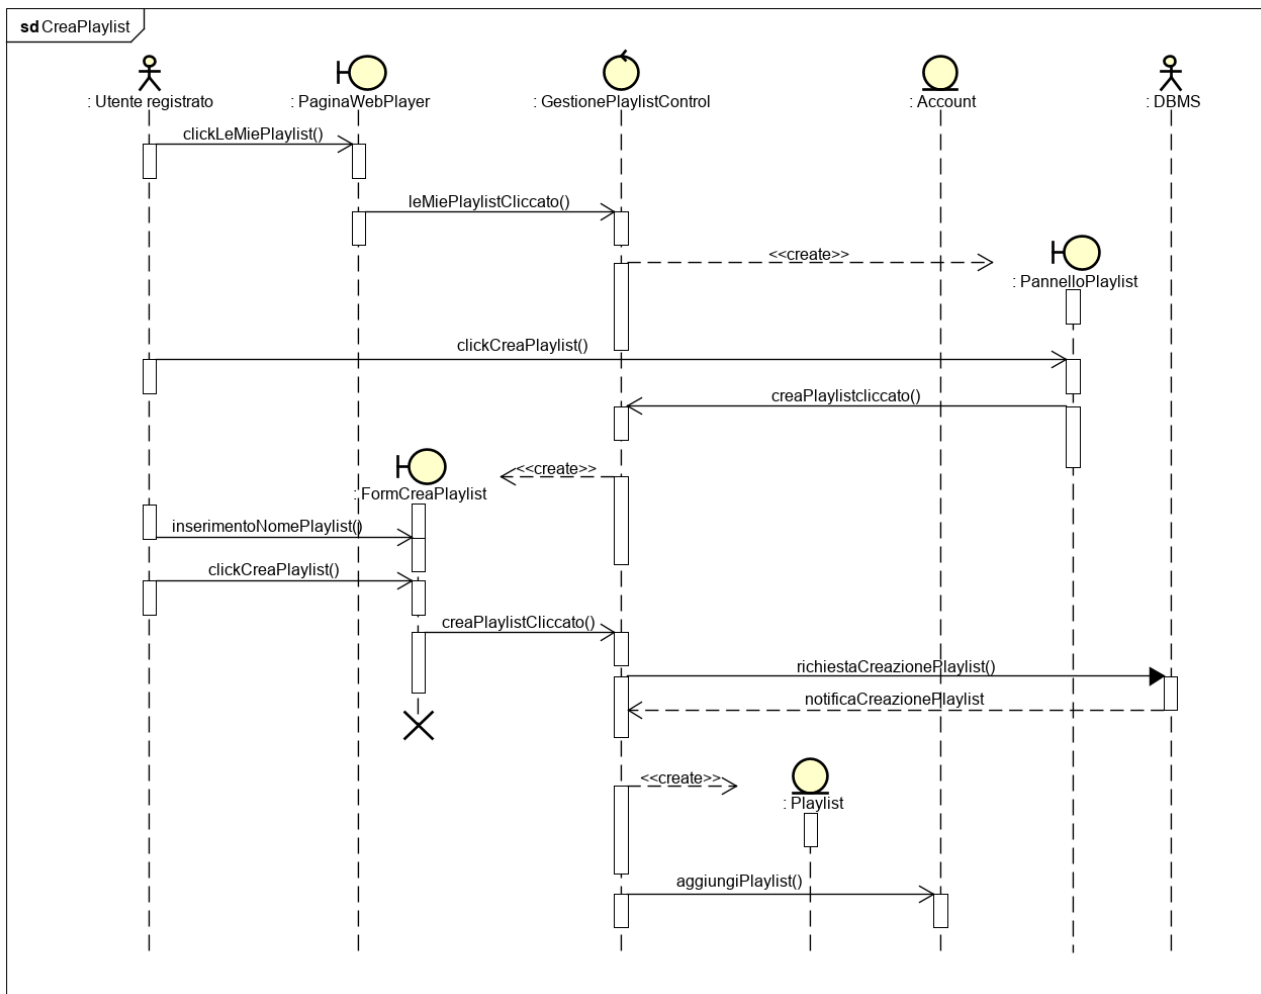 sd CreaPlaylist
: Utente registrato
: PaginaWebPlayer
: GestionePlaylistControl
: Account
: DBMS
clickLeMiePlaylist()
leMiePlaylistCliccato()
<<create>>
: PannelloPlaylist
clickCreaPlaylist()
creaPlaylistcliccato()
<<create>>
: FormCreaPlaylist
inserimentoNomePlaylist()
clickCreaPlaylist()
creaPlaylistCliccato()
richiestaCreazionePlaylist()
notificaCreazionePlaylist
<<create>>
: Playlist
aggiungiPlaylist()